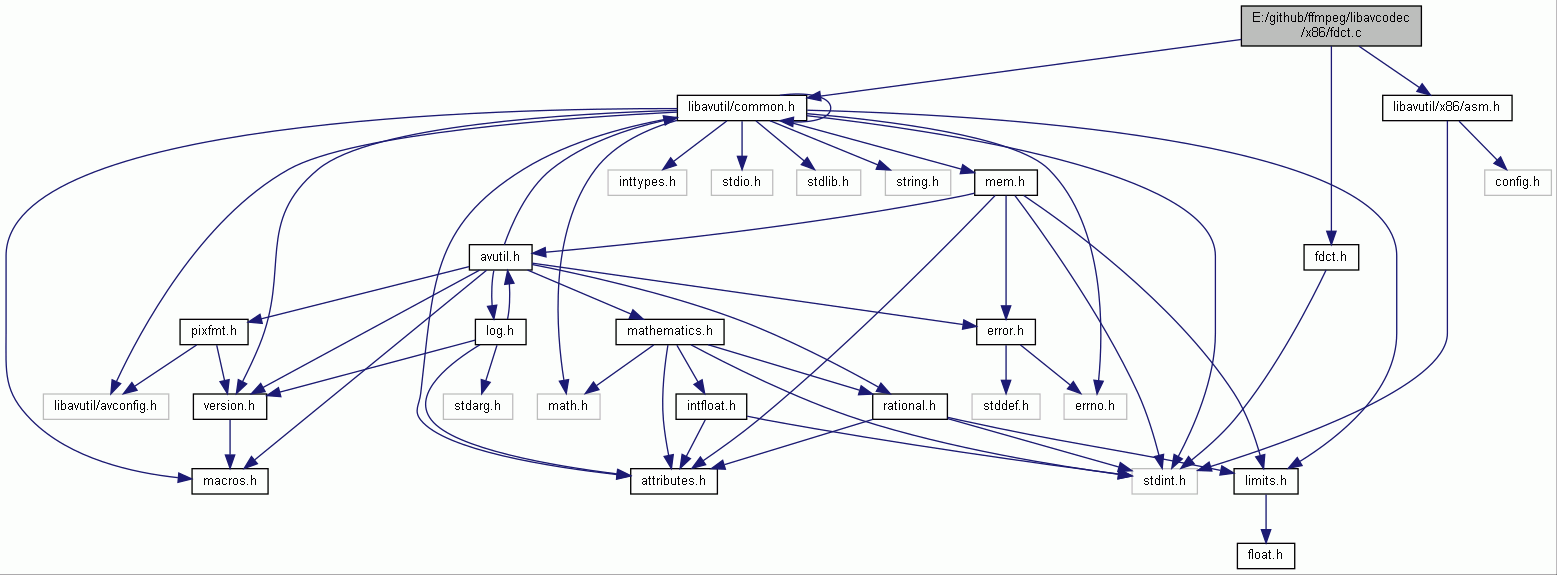 E:/github/ffmpeg/libavcodec
/x86/fdct.c
libavutil/common.h
libavutil/x86/asm.h
inttypes.h
stdio.h
stdlib.h
string.h
mem.h
config.h
avutil.h
fdct.h
pixfmt.h
log.h
mathematics.h
error.h
libavutil/avconfig.h
version.h
stdarg.h
math.h
intfloat.h
rational.h
stddef.h
errno.h
macros.h
attributes.h
stdint.h
limits.h
float.h